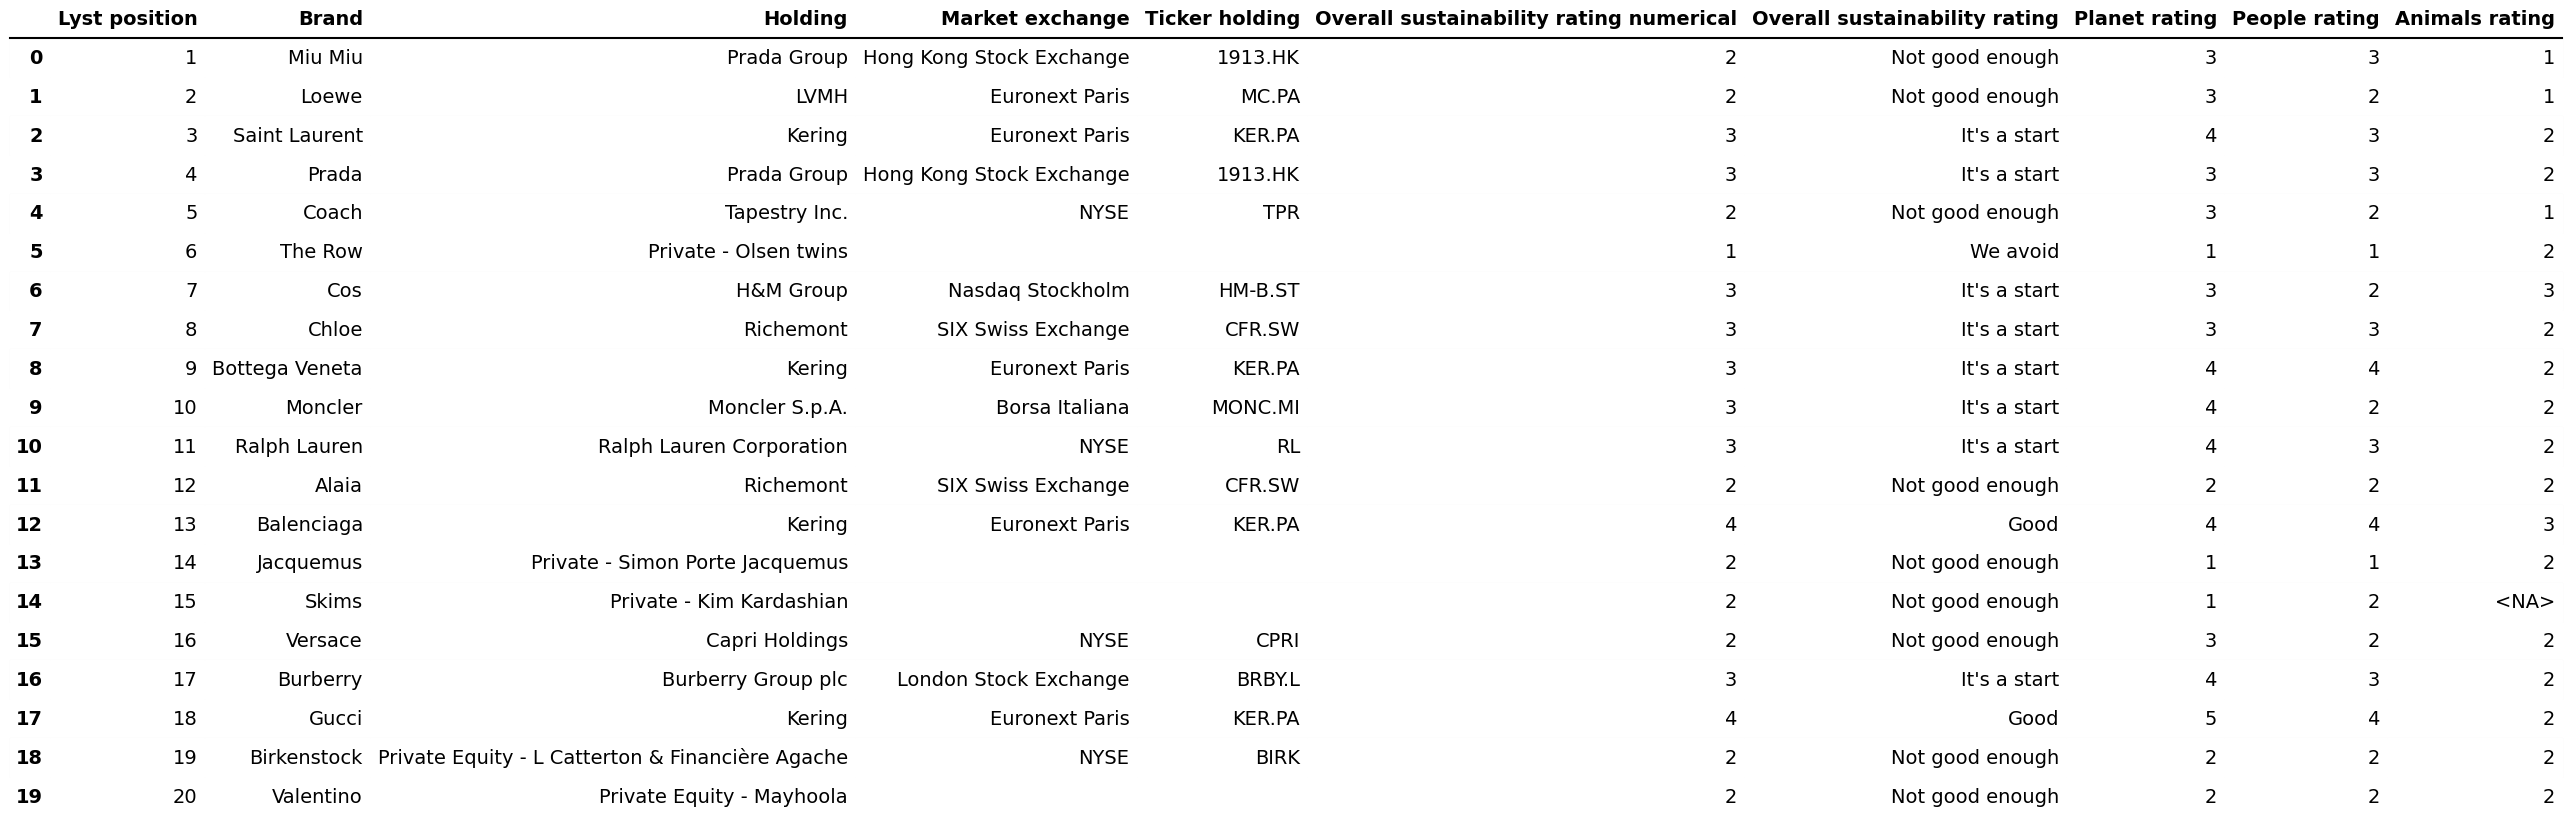 Lyst position Brand Holding Market exchange Ticker holding Overall sustainability rating numerical Overall sustainability rating Planet rating People rating Animals rating
0 1 Miu Miu Prada Group Hong Kong Stock Exchange 1913.HK 2 Not good enough 3 3 1
1 2 Loewe LVMH Euronext Paris MC.PA 2 Not good enough 3 2 1
2 3 Saint Laurent Kering Euronext Paris KER.PA 3 It's a start 4 3 2
3 4 Prada Prada Group Hong Kong Stock Exchange 1913.HK 3 It's a start 3 3 2
4 5 Coach Tapestry Inc. NYSE TPR 2 Not good enough 3 2 1
5 6 The Row Private - Olsen twins 1 We avoid 1 1 2
6 7 Cos H&M Group Nasdaq Stockholm HM-B.ST 3 It's a start 3 2 3
7 8 Chloe Richemont SIX Swiss Exchange CFR.SW 3 It's a start 3 3 2
8 9 Bottega Veneta Kering Euronext Paris KER.PA 3 It's a start 4 4 2
9 10 Moncler Moncler S.p.A. Borsa Italiana MONC.MI 3 It's a start 4 2 2
10 11 Ralph Lauren Ralph Lauren Corporation NYSE RL 3 It's a start 4 3 2
11 12 Alaia Richemont SIX Swiss Exchange CFR.SW 2 Not good enough 2 2 2
12 13 Balenciaga Kering Euronext Paris KER.PA 4 Good 4 4 3
13 14 Jacquemus Private - Simon Porte Jacquemus 2 Not good enough 1 1 2
14 15 Skims Private - Kim Kardashian 2 Not good enough 1 2 <NA>
15 16 Versace Capri Holdings NYSE CPRI 2 Not good enough 3 2 2
16 17 Burberry Burberry Group plc London Stock Exchange BRBY.L 3 It's a start 4 3 2
17 18 Gucci Kering Euronext Paris KER.PA 4 Good 5 4 2
18 19 Birkenstock Private Equity - L Catterton & Financière Agache NYSE BIRK 2 Not good enough 2 2 2
19 20 Valentino Private Equity - Mayhoola 2 Not good enough 2 2 2